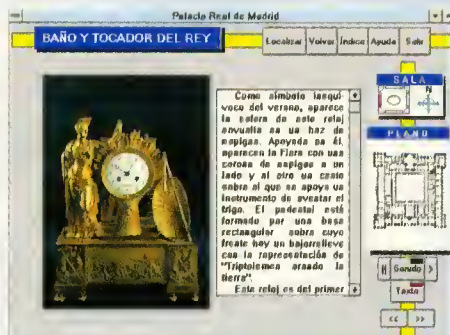 Palacio Real de Madrid
BAÑO Y TOCADOR DEL REY
Localizar Volver Indice Ayuda Salir
Como símbolo inequí-
voco del verano, aparece
la esfera de este reloj
envuelta en un haz de
espigas. Apoyada en él,
aparecen la Flora con una
corona de espigas a un
lado y al otro un cesto
sobre el que se apoya un
instrumento de aventar el
trigo. El pedestal está
formado por una base
rectangular sobre cuyo
frente hay un bajorrelieve
con la representación de
"Triptolemos arando la
tierra".
Este reloj es del primer
SALA
N
PLANO
Sonido
Texto
<< >>